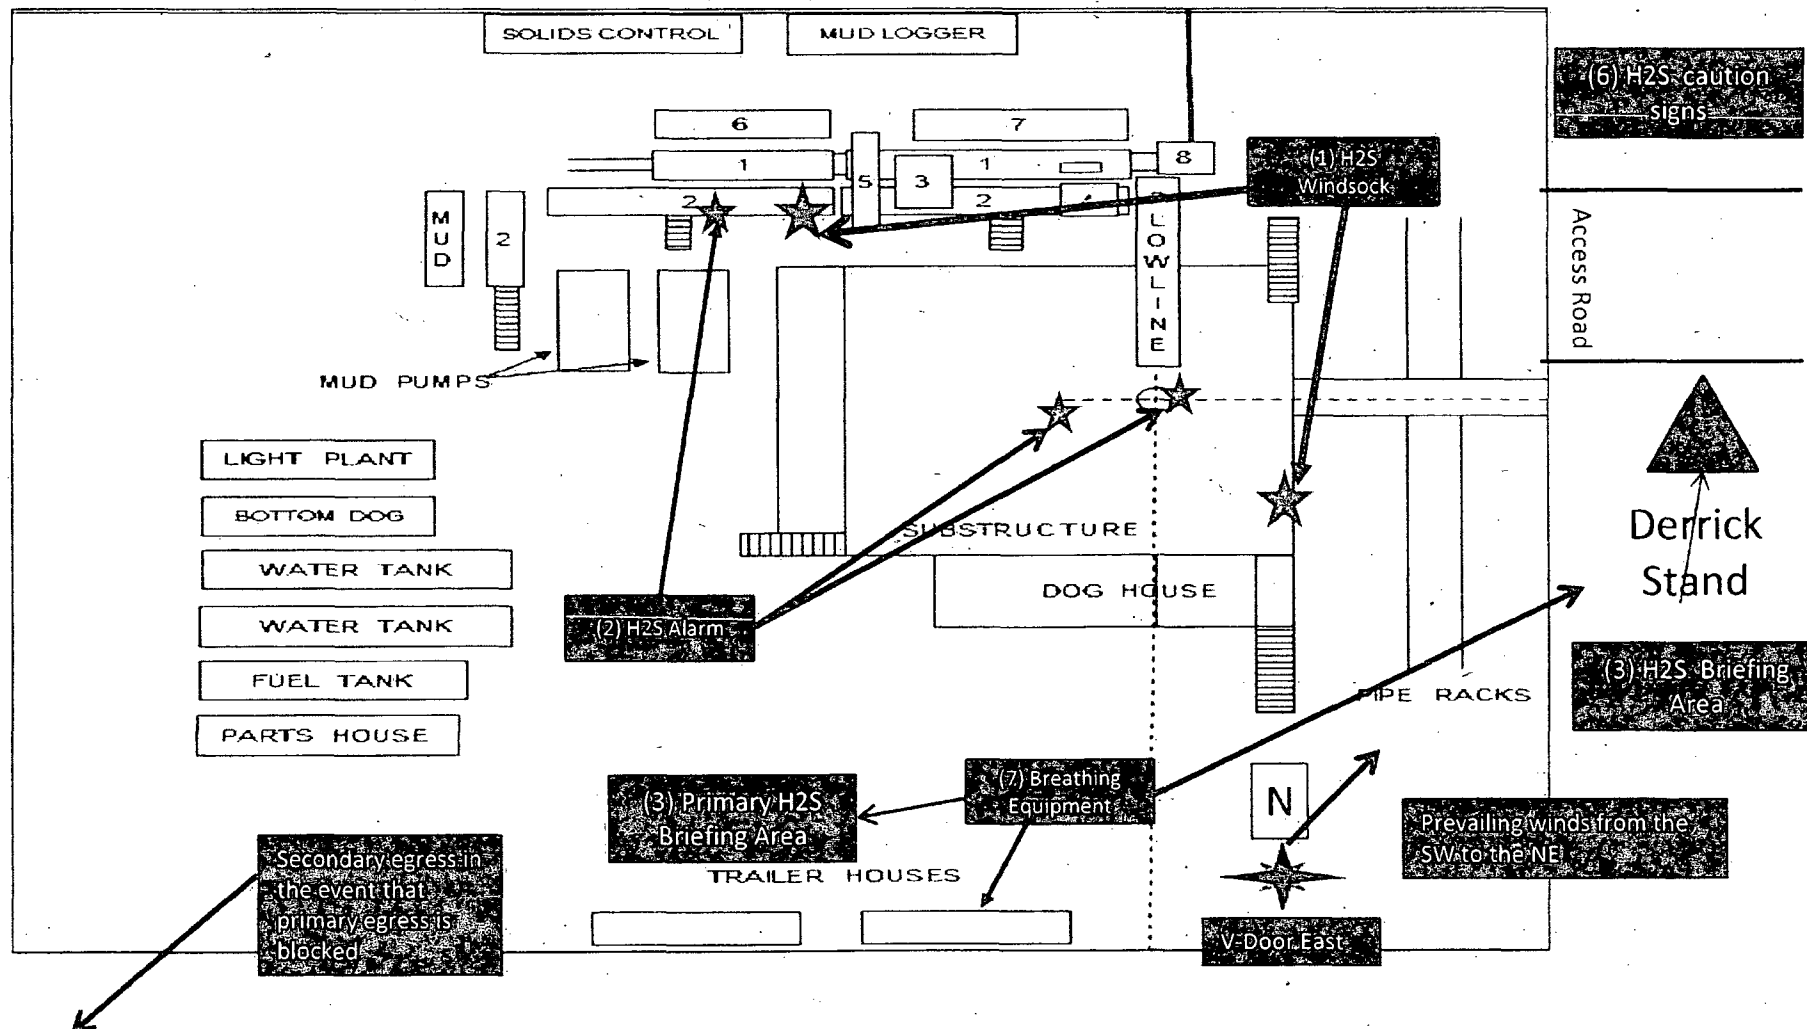 SOLIDS CONTROL
MUD LOGGER
(6) H2S caution
signs
6
7
1
5
3
1
8
(1) H2S
Windsock
2
2
MUD
2
FLOWLINE
Access Road
MUD PUMPS
LIGHT PLANT
BOTTOM DOG
WATER TANK
WATER TANK
FUEL TANK
PARTS HOUSE
SUBSTRUCTURE
DOG HOUSE
(2) H2S Alarm
Derrick
Stand
(3) H2S Briefing
Area
PIPE RACKS
(7) Breathing
Equipment
(3) Primary H2S
Briefing Area
N
Prevailing winds from the
SW to the NE
Secondary egress in
the event that
primary egress is
blocked
TRAILER HOUSES
V-Door East